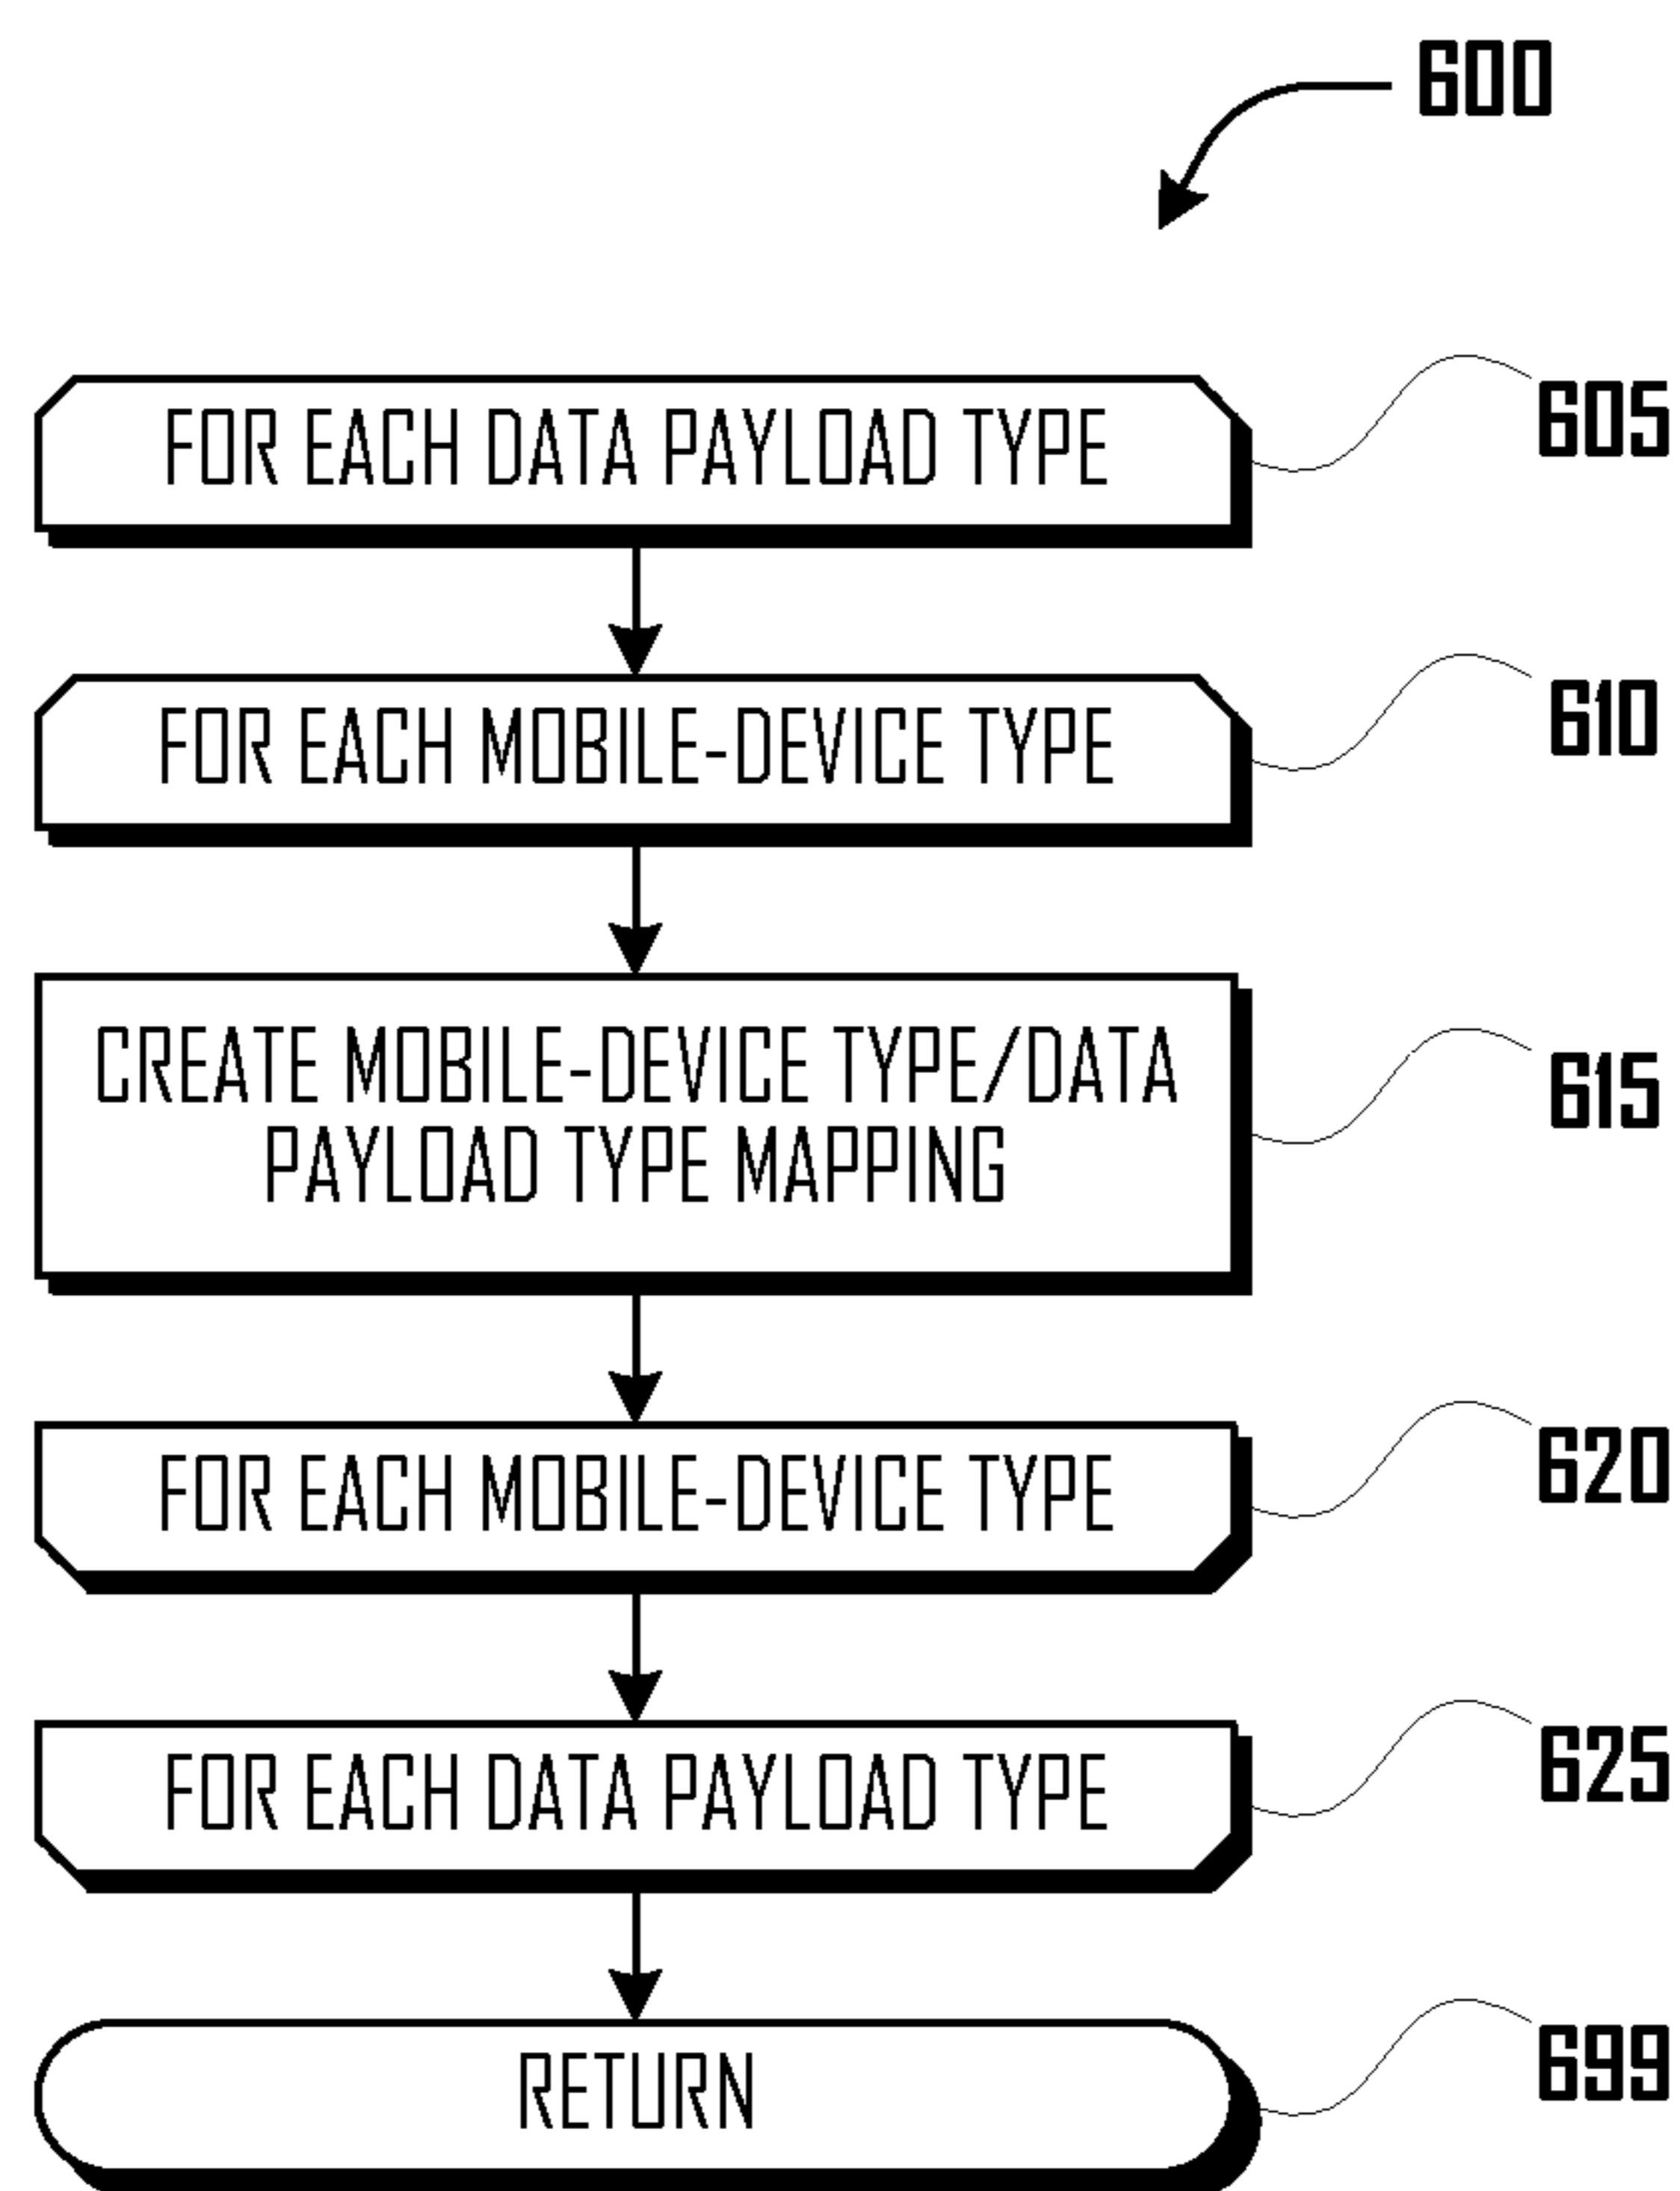 600
FOR EACH DATA PAYLOAD TYPE
605
FOR EACH MOBILE-DEVICE TYPE
610
CREATE MOBILE-DEVICE TYPE/DATA
PAYLOAD TYPE MAPPING
615
FOR EACH MOBILE-DEVICE TYPE
620
FOR EACH DATA PAYLOAD TYPE
625
RETURN
699